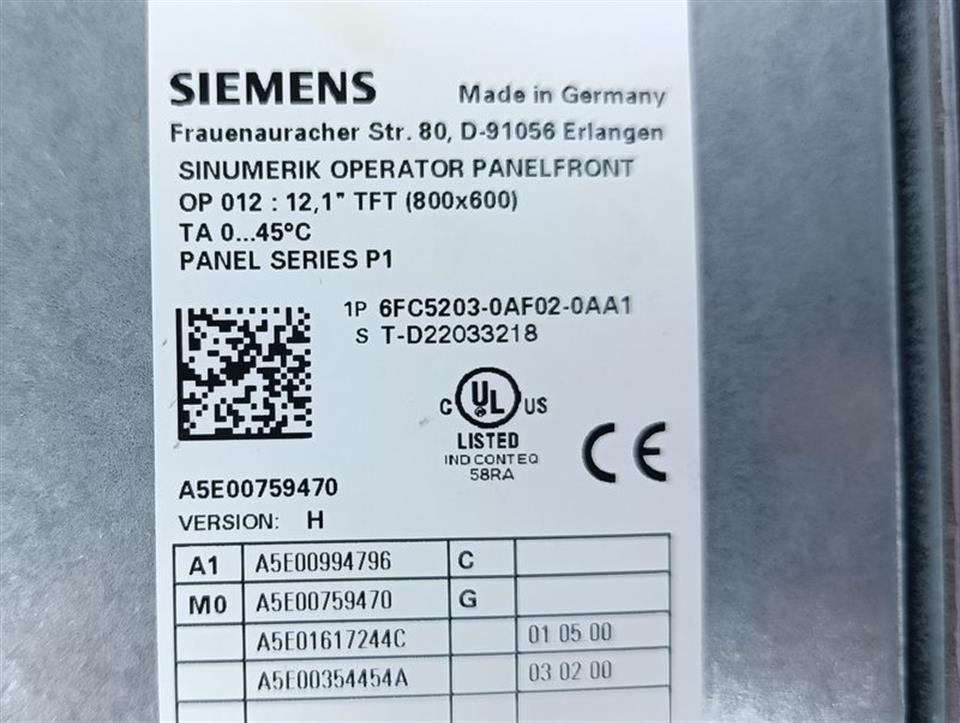 SIEMENS Made in Germany
Frauenauracher Str. 80, D-91056 Erlangen
SINUMERIK OPERATOR PANELFRONT
OP 012 : 12,1" TFT (800x600)
TA 0...45°C
PANEL SERIES P1
1P 6FC5203-0AF02-0AA1
S T-D22033218
C UL US
LISTED
IND CONT EQ
58RA
CE
A5E00759470
VERSION: H
A1 A5E00994796 C
M0 A5E00759470 G
A5E01617244C 01 05 00
A5E00354454A 03 02 00